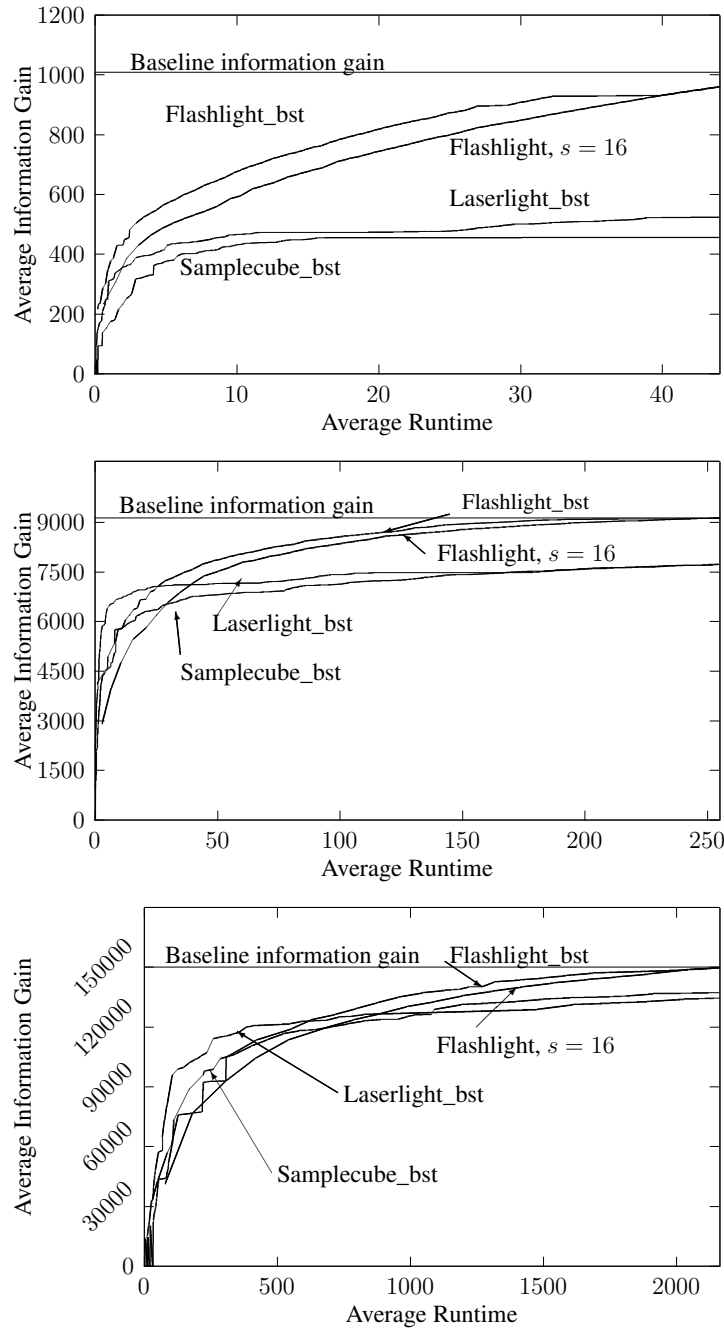 1200
1000
800
600
400
200
0
Average Information Gain
Baseline information gain
Flashlight_bst
Flashlight, s = 16
Laserlight_bst
Samplecube_bst
0 10 20 30 40
Average Runtime
9000
7500
6000
4500
3000
1500
0
Average Information Gain
Baseline information gain
Flashlight_bst
Flashlight, s = 16
Laserlight_bst
Samplecube_bst
0 50 100 150 200 250
Average Runtime
150000
120000
90000
60000
30000
0
Average Information Gain
Baseline information gain
Flashlight_bst
Flashlight, s = 16
Laserlight_bst
Samplecube_bst
0 500 1000 1500 2000
Average Runtime